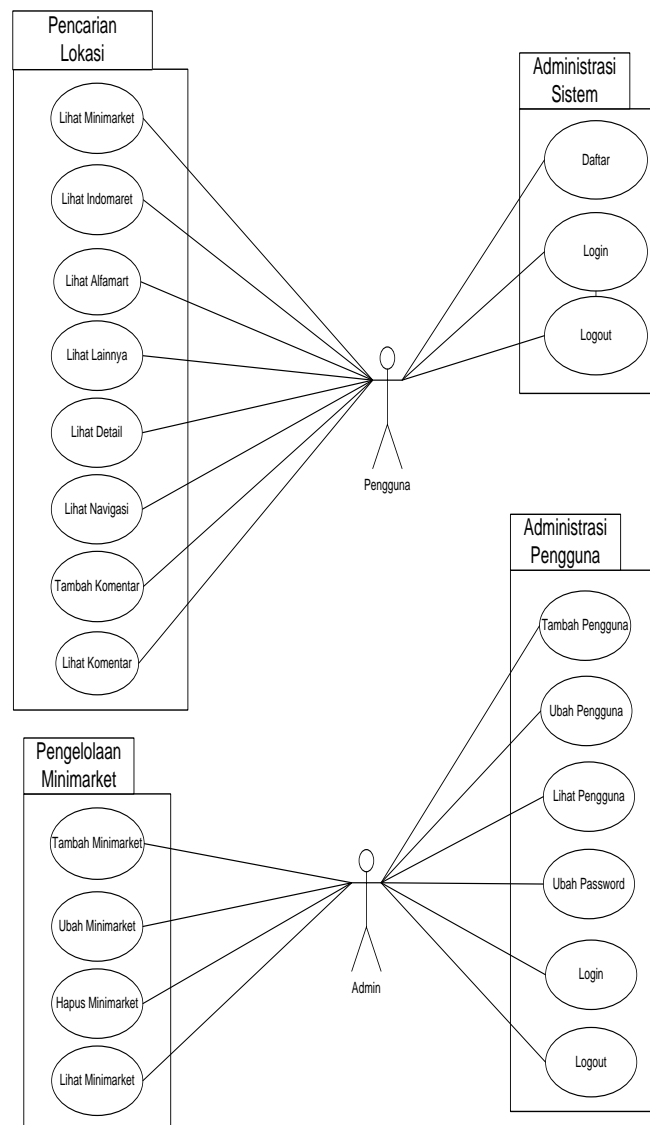 Pencarian
Lokasi
Lihat Minimarket
Lihat Indomaret
Lihat Alfamart
Lihat Lainnya
Lihat Detail
Lihat Navigasi
Tambah Komentar
Lihat Komentar
Administrasi
Sistem
Daftar
Login
Logout
Pengguna
Pengelolaan
Minimarket
Tambah Minimarket
Ubah Minimarket
Hapus Minimarket
Lihat Minimarket
Admin
Administrasi
Pengguna
Tambah Pengguna
Ubah Pengguna
Lihat Pengguna
Ubah Password
Login
Logout